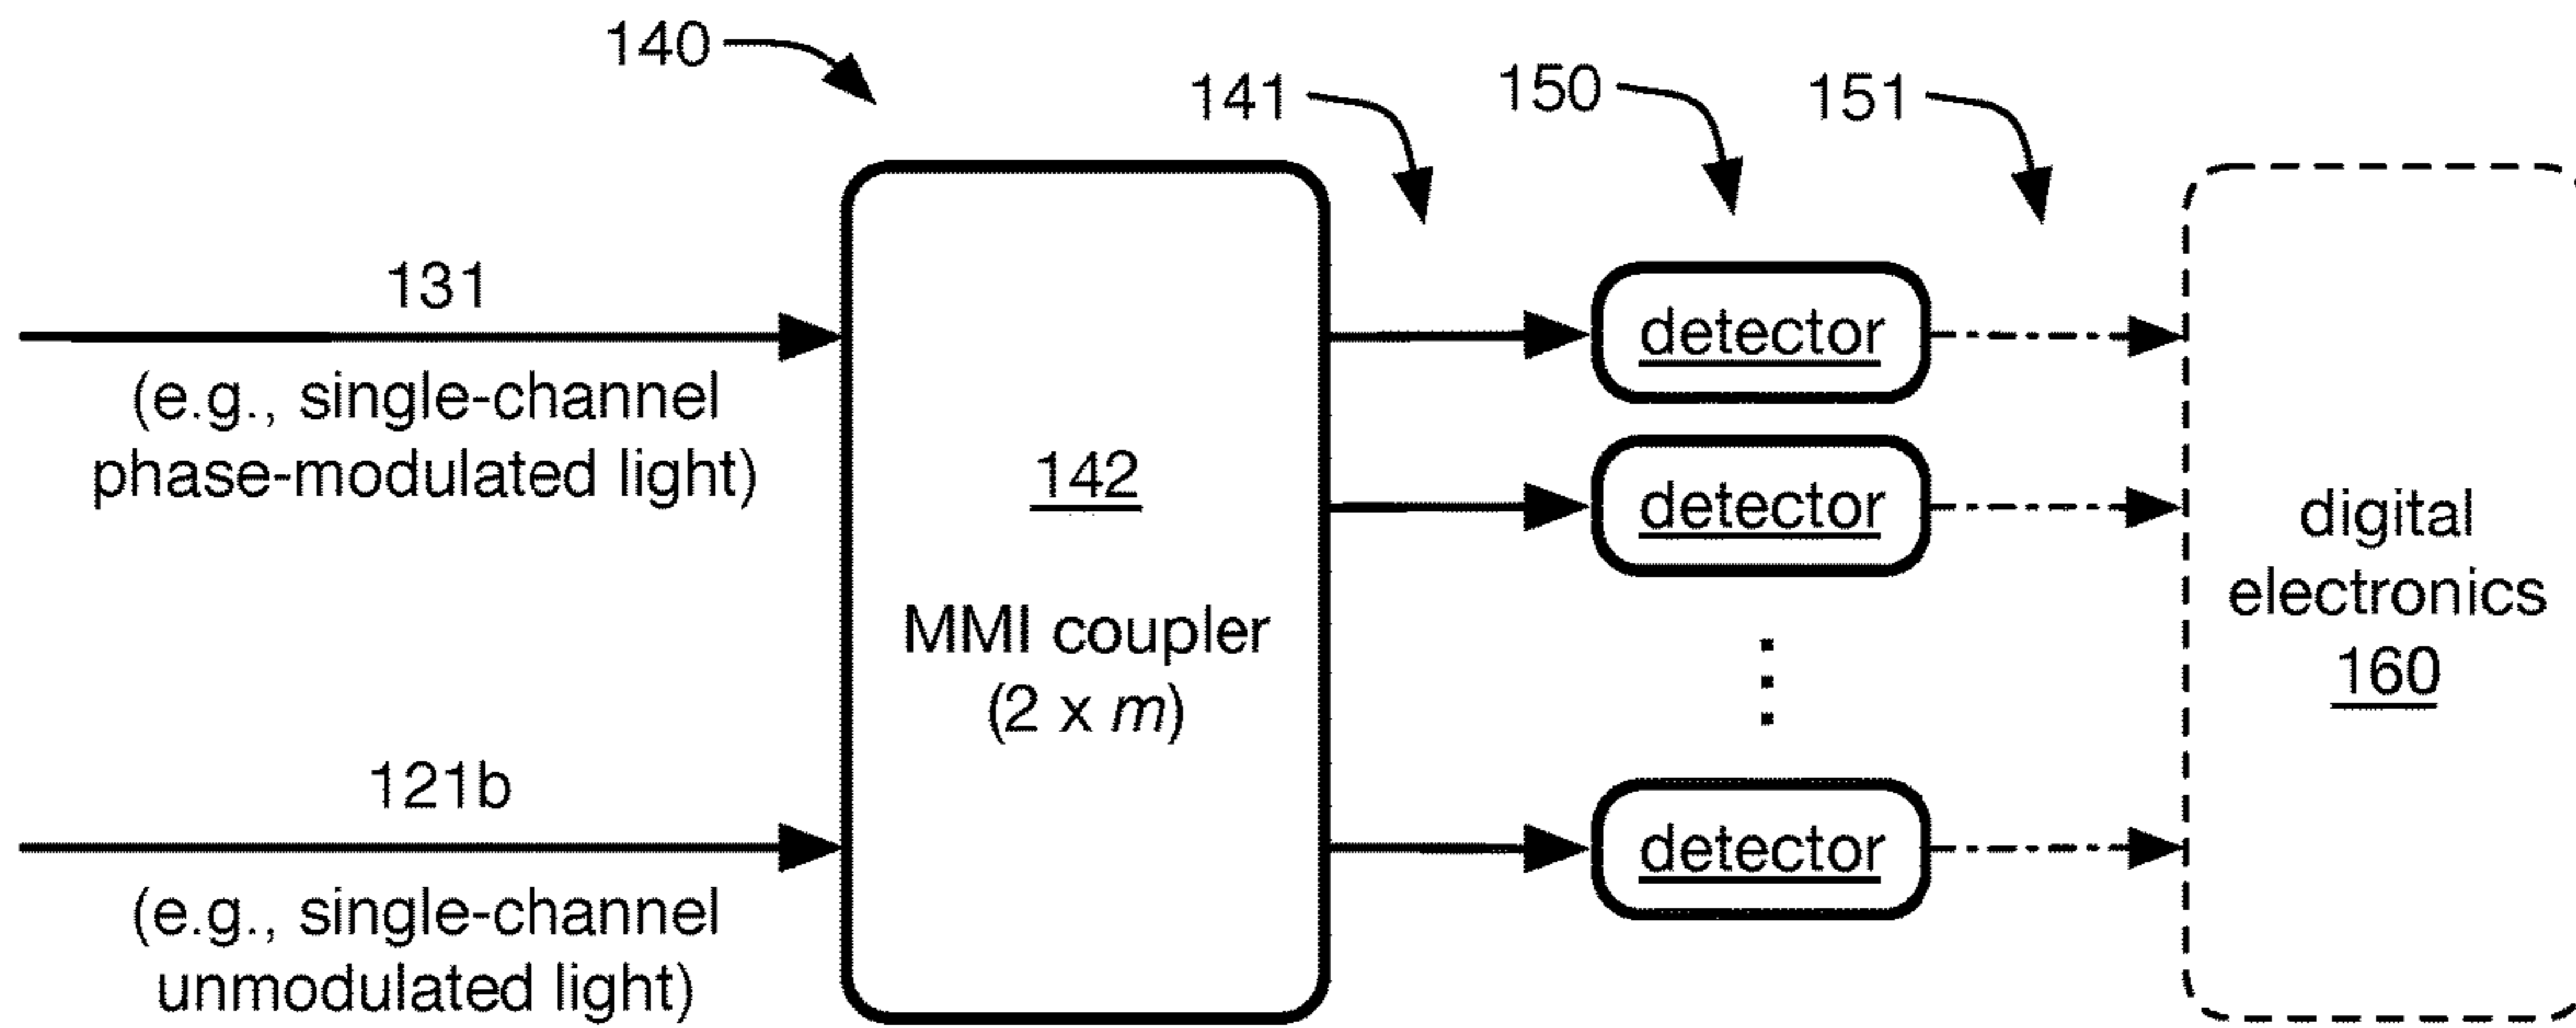 140
141
150
151
131
(e.g., single-channel
phase-modulated light)
121b
(e.g., single-channel
unmodulated light)
142
MMI coupler
(2 x m)
detector
detector
detector
digital
electronics
160